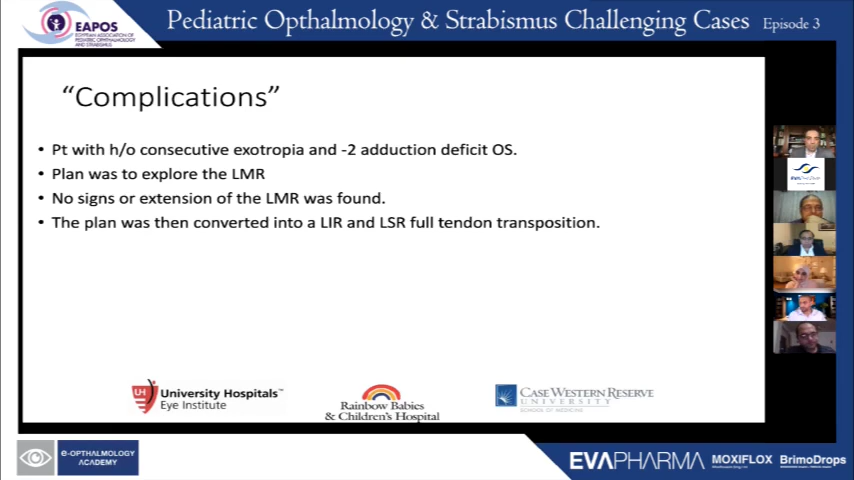 EAPOS
EGYPTIAN ASSOCIATION
OF PEDIATRIC OPHTHALMOLOGY
AND STRABISMUS
Pediatric Opthalmology & Strabismus Challenging Cases Episode 3
“Complications”
• Pt with h/o consecutive exotropia and -2 adduction deficit OS.
• Plan was to explore the LMR
• No signs or extension of the LMR was found.
• The plan was then converted into a LIR and LSR full tendon transposition.
UH
University Hospitals™
Eye Institute
Rainbow Babies
& Children's Hospital
CASE WESTERN RESERVE
UNIVERSITY
SCHOOL OF MEDICINE
e-OPTHALMOLOGY
ACADEMY
EVAPHARMA MOXIFLOX BrimoDrops